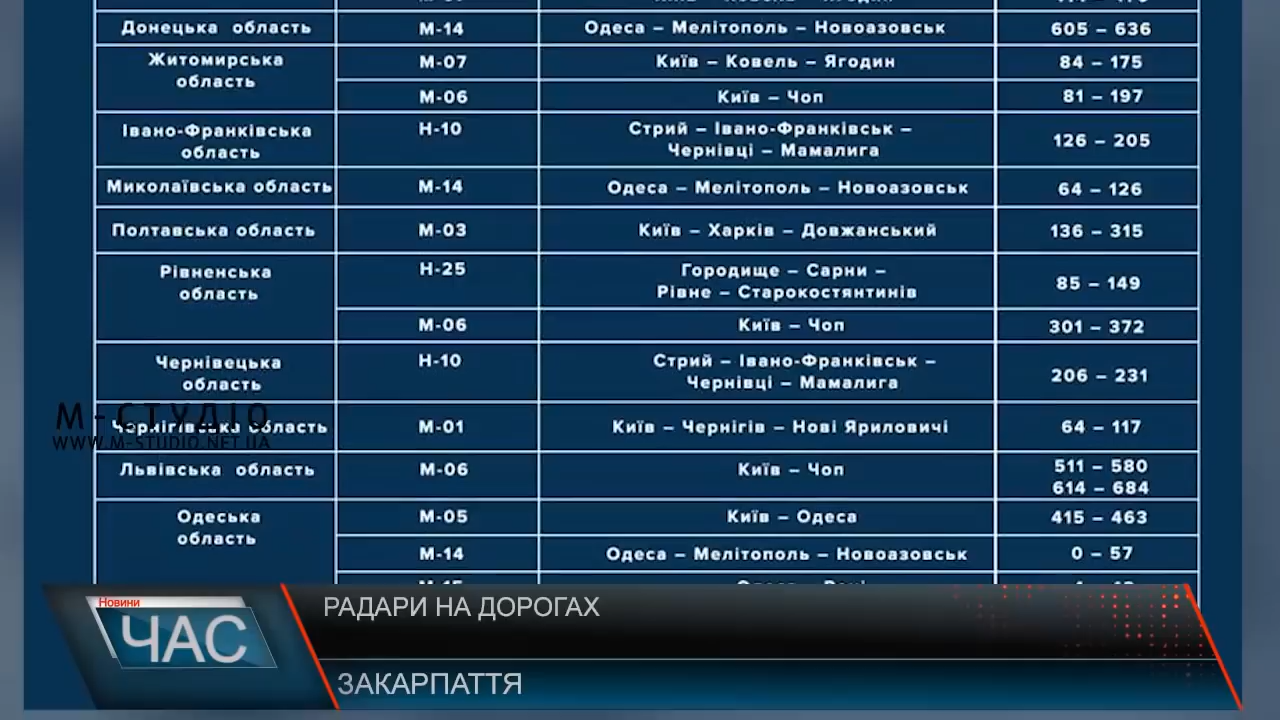 Донецька область М-14 Одеса – Мелітополь – Новоазовськ 605 – 636
Житомирська
область
М-07 Київ – Ковель – Ягодин 84 – 175
М-06 Київ – Чоп 81 – 197
Івано-Франківська
область
Н-10
Стрий – Івано-Франківськ –
Чернівці – Мамалига
126 – 205
Миколаївська область М-14 Одеса – Мелітополь – Новоазовськ 64 – 126
Полтавська область М-03 Київ – Харків – Довжанський 136 – 315
Рівненська
область
Н-25
Городище – Сарни –
Рівне – Старокостянтинів
85 – 149
М-06 Київ – Чоп 301 – 372
Чернівецька
область
Н-10
Стрий – Івано-Франківськ –
Чернівці – Мамалига
206 – 231
М-СТУДІО
WWW.M-STUDIO.NET.UA
Чернігівська область М-01 Київ – Чернігів – Нові Яриловичі 64 – 117
Львівська область М-06 Київ – Чоп
511 – 580
614 – 684
Одеська
область
М-05 Київ – Одеса 415 – 463
М-14 Одеса – Мелітополь – Новоазовськ 0 – 57
Новини
ЧАС
РАДАРИ НА ДОРОГАХ
ЗАКАРПАТТЯ